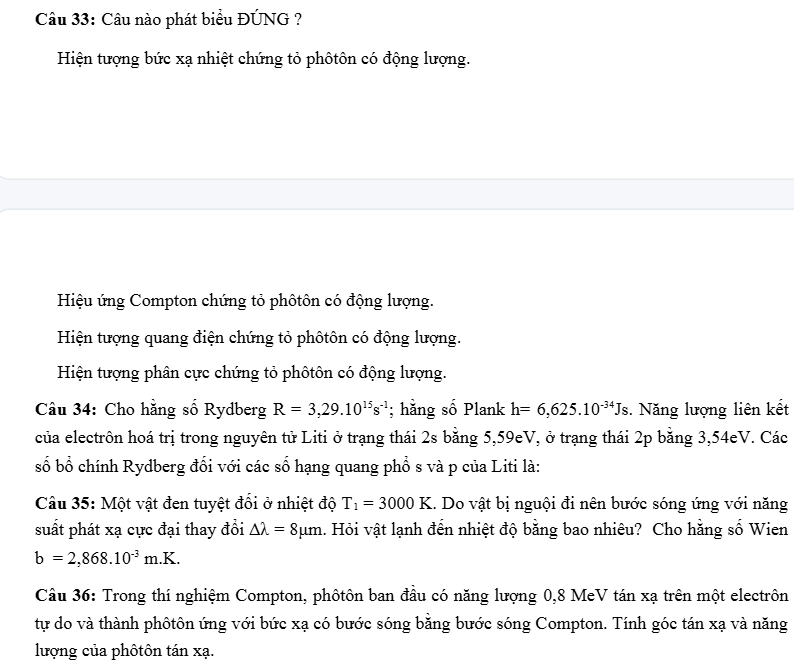 Câu 33: Câu nào phát biểu ĐÚNG ?
Hiện tượng bức xạ nhiệt chứng tỏ phôtôn có động lượng.
Hiệu ứng Compton chứng tỏ phôtôn có động lượng.
Hiện tượng quang điện chứng tỏ phôtôn có động lượng.
Hiện tượng phân cực chứng tỏ phôtôn có động lượng.
Câu 34: Cho hằng số Rydberg R = 3,29.10¹⁵s⁻¹; hằng số Plank h= 6,625.10⁻³⁴Js. Năng lượng liên kết
của electrôn hoá trị trong nguyên tử Liti ở trạng thái 2s bằng 5,59eV, ở trạng thái 2p bằng 3,54eV. Các
số bổ chính Rydberg đối với các số hạng quang phổ s và p của Liti là:
Câu 35: Một vật đen tuyệt đối ở nhiệt độ T₁ = 3000 K. Do vật bị nguội đi nên bước sóng ứng với năng
suất phát xạ cực đại thay đổi Δλ = 8μm. Hỏi vật lạnh đến nhiệt độ bằng bao nhiêu? Cho hằng số Wien
b = 2,868.10⁻³ m.K.
Câu 36: Trong thí nghiệm Compton, phôtôn ban đầu có năng lượng 0,8 MeV tán xạ trên một electrôn
tự do và thành phôtôn ứng với bức xạ có bước sóng bằng bước sóng Compton. Tính góc tán xạ và năng
lượng của phôtôn tán xạ.